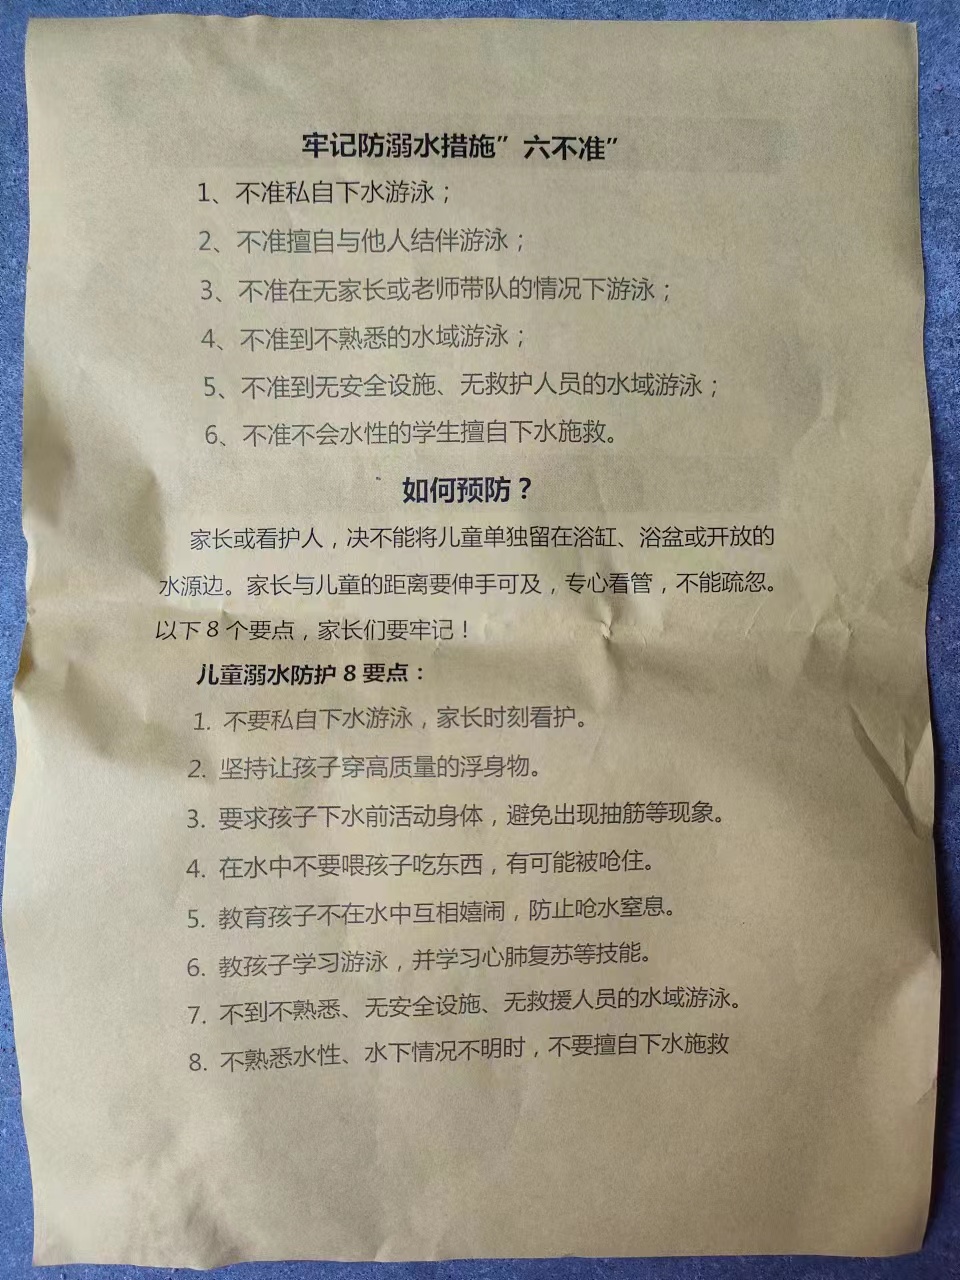 牢记防溺水措施”六不准”
1、不准私自下水游泳；
2、不准擅自与他人结伴游泳；
3、不准在无家长或老师带队的情况下游泳；
4、不准到不熟悉的水域游泳；
5、不准到无安全设施、无救护人员的水域游泳；
6、不准不会水性的学生擅自下水施救。
如何预防？
家长或看护人，决不能将儿童单独留在浴缸、浴盆或开放的
水源边。家长与儿童的距离要伸手可及，专心看管，不能疏忽。
以下8个要点，家长们要牢记！
儿童溺水防护8要点：
1. 不要私自下水游泳，家长时刻看护。
2. 坚持让孩子穿高质量的浮身物。
3. 要求孩子下水前活动身体，避免出现抽筋等现象。
4. 在水中不要喂孩子吃东西，有可能被呛住。
5. 教育孩子不在水中互相嬉闹，防止呛水窒息。
6. 教孩子学习游泳，并学习心肺复苏等技能。
7. 不到不熟悉、无安全设施、无救援人员的水域游泳。
8. 不熟悉水性、水下情况不明时，不要擅自下水施救